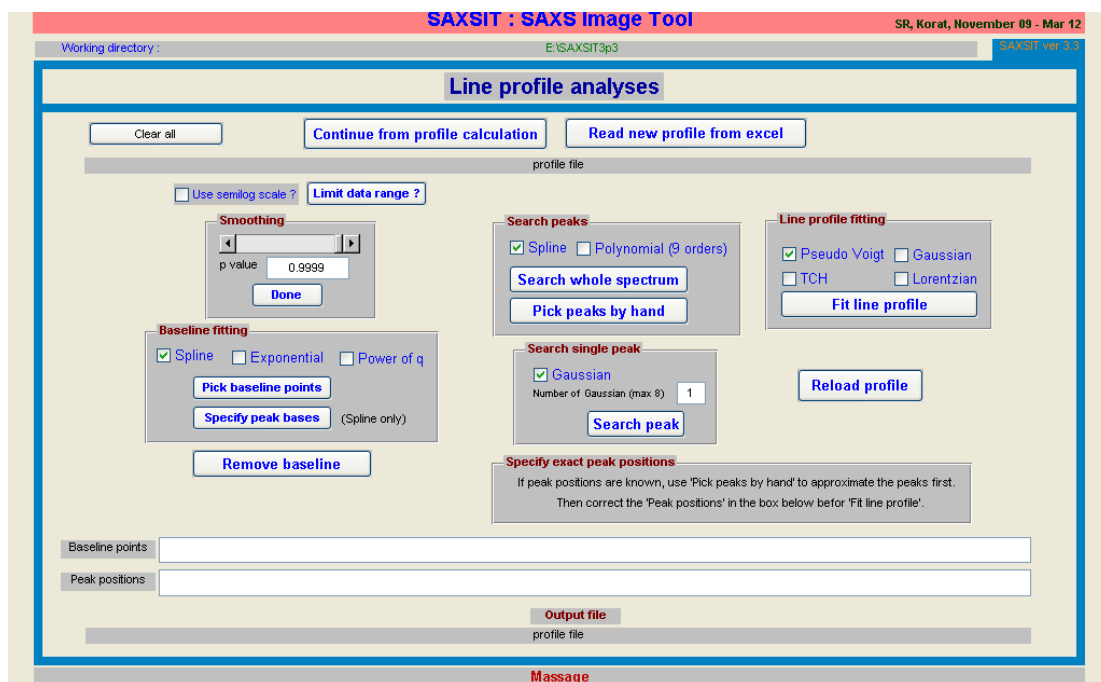 SAXSIT : SAXS Image Tool
SR, Korat, November 09 - Mar 12
Working directory :
E:\SAXSIT3p3
SAXSIT ver 3.3
Line profile analyses
Clear all
Continue from profile calculation
Read new profile from excel
profile file
Use semilog scale ?
Limit data range ?
Smoothing
p value
0.9999
Done
Baseline fitting
Spline
Exponential
Power of q
Pick baseline points
Specify peak bases
(Spline only)
Remove baseline
Search peaks
Spline
Polynomial (9 orders)
Search whole spectrum
Pick peaks by hand
Search single peak
Gaussian
Number of Gaussian (max 8)
1
Search peak
Line profile fitting
Pseudo Voigt
Gaussian
TCH
Lorentzian
Fit line profile
Reload profile
Specify exact peak positions
If peak positions are known, use 'Pick peaks by hand' to approximate the peaks first.
Then correct the 'Peak positions' in the box below befor 'Fit line profile'.
Baseline points
Peak positions
Output file
profile file
Massage